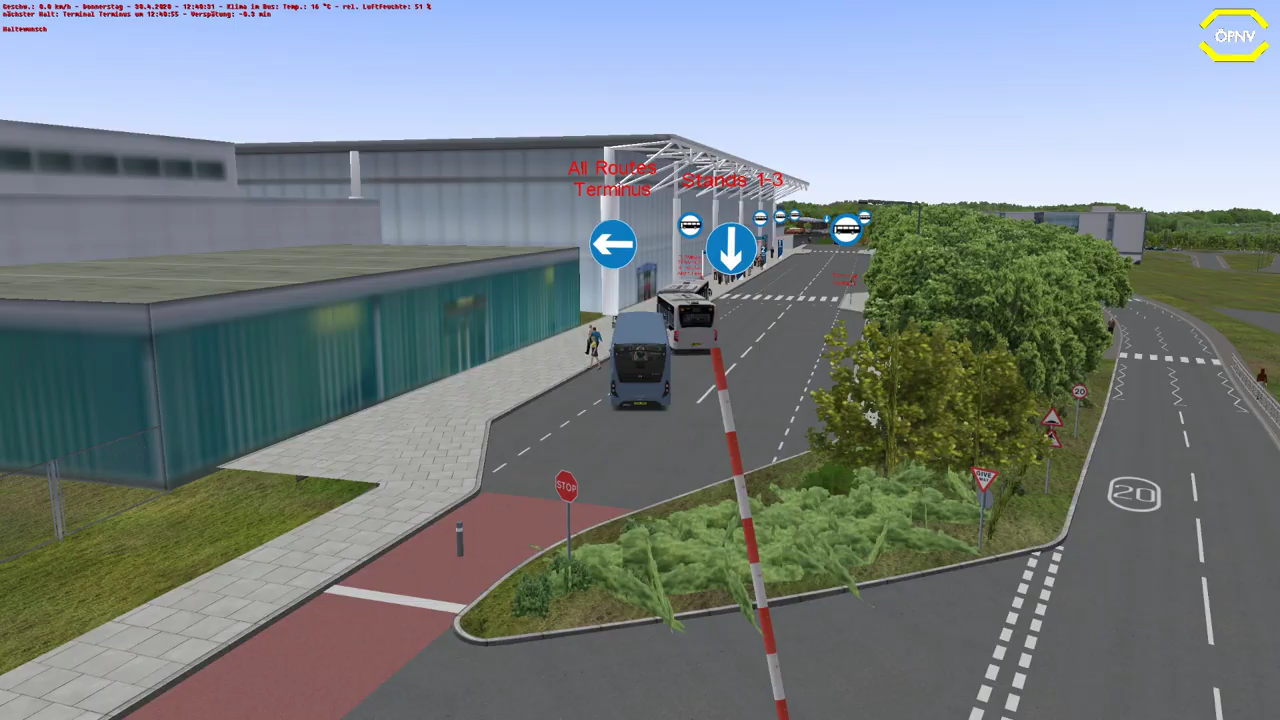 Geschw.: 0.0 km/h - Donnerstag - 30.4.2020 - 12:40:31 - Klima im Bus: Temp.: 16 °C - rel. Luftfeuchte: 51 %
nächster Halt: Terminal Terminus um 12:40:55 - Verspätung: -0.3 min
Haltewunsch
ÖPNV
All Routes
Terminus
Stands 1-3
STOP
GIVE
WAY
20
20